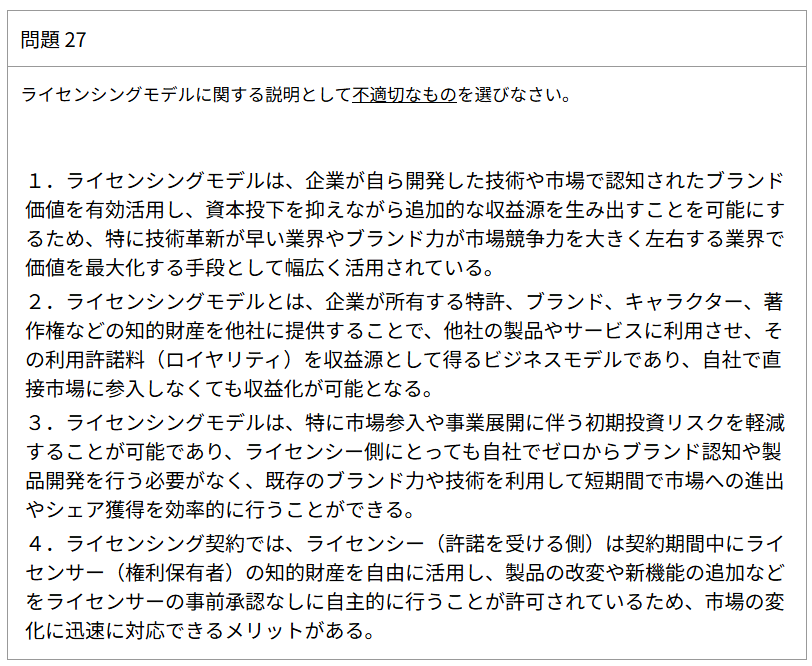 問題 27
ライセンシングモデルに関する説明として不適切なものを選びなさい。
１．ライセンシングモデルは、企業が自ら開発した技術や市場で認知されたブランド
価値を有効活用し、資本投下を抑えながら追加的な収益源を生み出すことを可能にす
るため、特に技術革新が早い業界やブランド力が市場競争力を大きく左右する業界で
価値を最大化する手段として幅広く活用されている。
２．ライセンシングモデルとは、企業が所有する特許、ブランド、キャラクター、著
作権などの知的財産を他社に提供することで、他社の製品やサービスに利用させ、そ
の利用許諾料（ロイヤリティ）を収益源として得るビジネスモデルであり、自社で直
接市場に参入しなくても収益化が可能となる。
３．ライセンシングモデルは、特に市場参入や事業展開に伴う初期投資リスクを軽減
することが可能であり、ライセンシー側にとっても自社でゼロからブランド認知や製
品開発を行う必要がなく、既存のブランド力や技術を利用して短期間で市場への進出
やシェア獲得を効率的に行うことができる。
４．ライセンシング契約では、ライセンシー（許諾を受ける側）は契約期間中にライ
センサー（権利保有者）の知的財産を自由に活用し、製品の改変や新機能の追加など
をライセンサーの事前承認なしに自主的に行うことが許可されているため、市場の変
化に迅速に対応できるメリットがある。